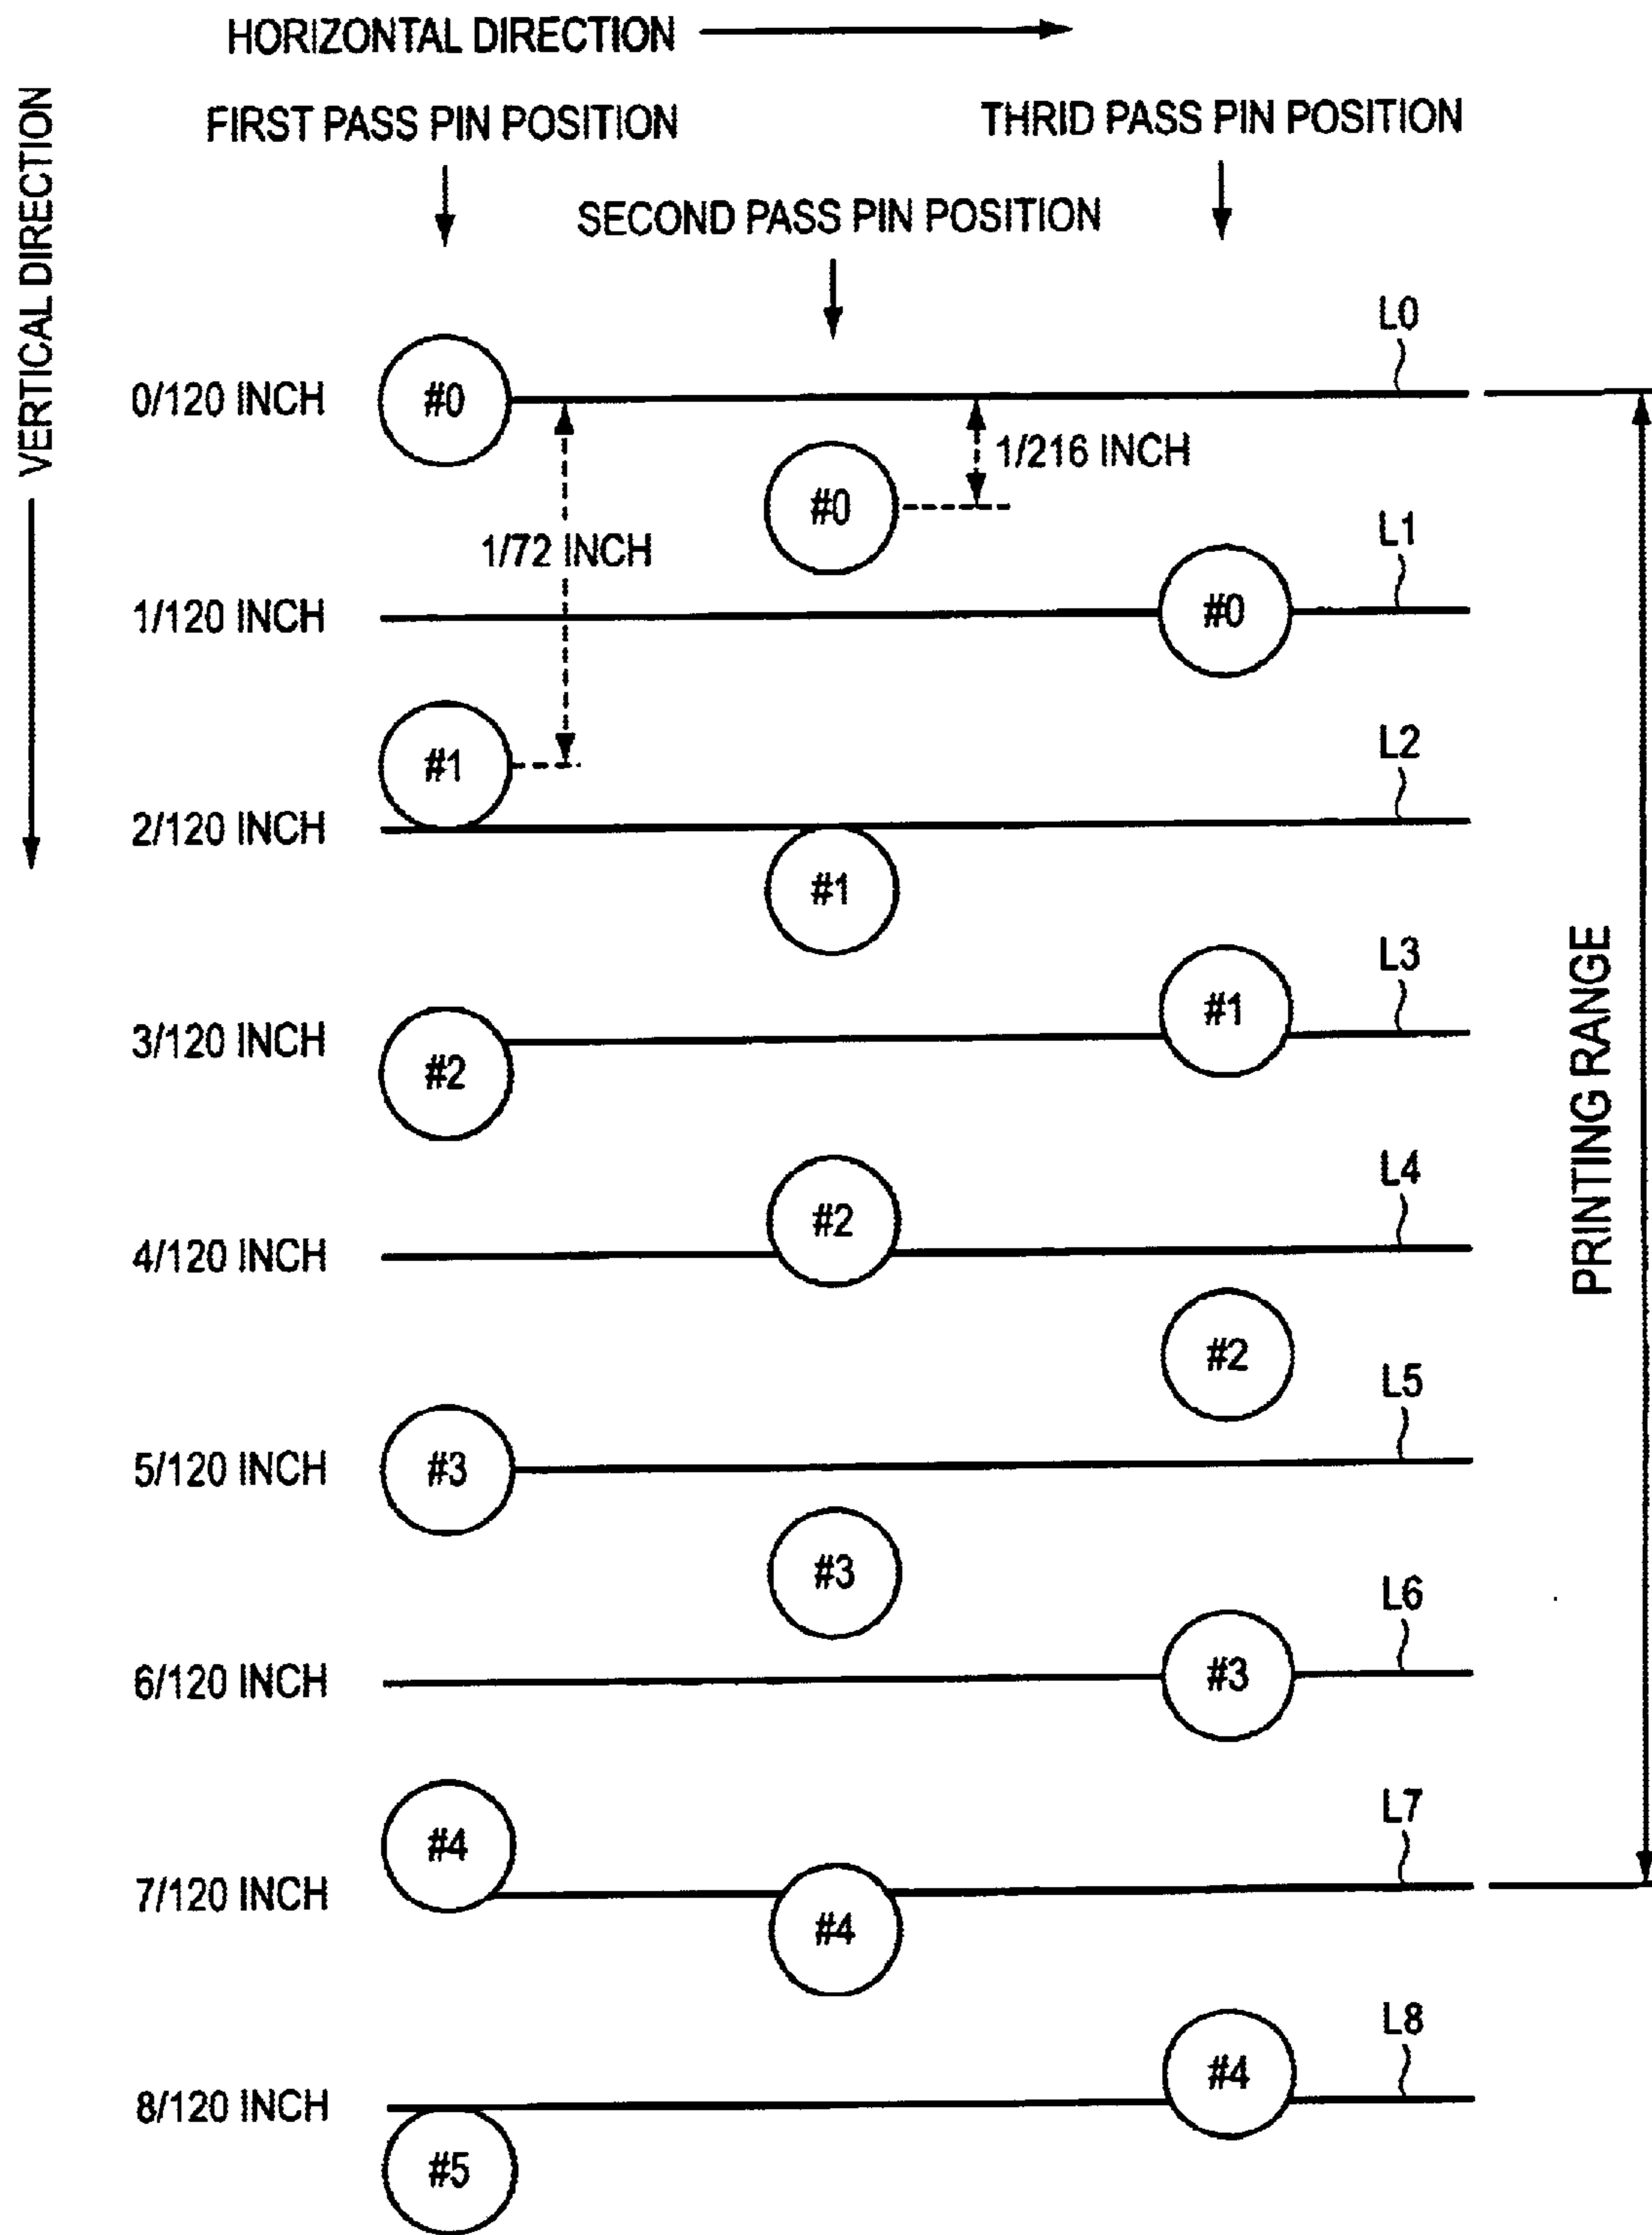 HORIZONTAL DIRECTION
VERTICAL DIRECTION
FIRST PASS PIN POSITION
THRID PASS PIN POSITION
SECOND PASS PIN POSITION
L0
0/120 INCH
#0
1/216 INCH
#0
1/72 INCH
L1
1/120 INCH
#0
#1
L2
2/120 INCH
#1
L3
3/120 INCH
#2
#1
PRINTING RANGE
L4
4/120 INCH
#2
#2
L5
5/120 INCH
#3
#3
L6
6/120 INCH
#3
#4
L7
7/120 INCH
#4
L8
8/120 INCH
#4
#5